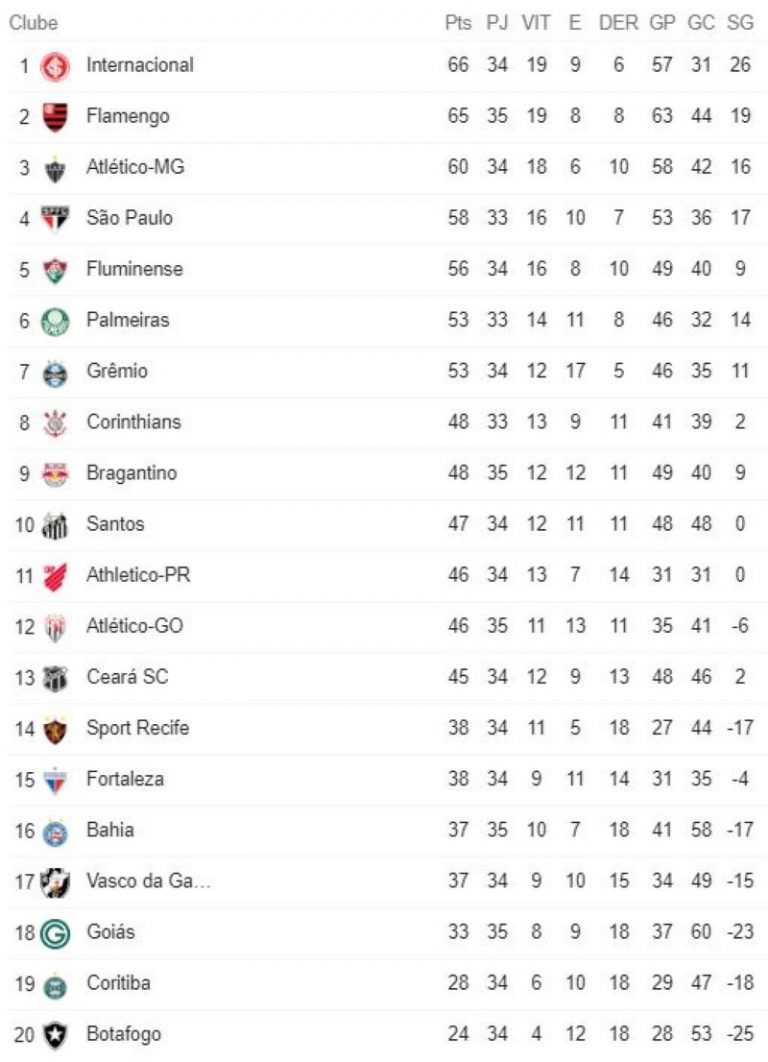 Clube Pts PJ VIT E DER GP GC SG
1 Internacional 66 34 19 9 6 57 31 26
2 Flamengo 65 35 19 8 8 63 44 19
3 Atlético-MG 60 34 18 6 10 58 42 16
4 São Paulo 58 33 16 10 7 53 36 17
5 Fluminense 56 34 16 8 10 49 40 9
6 Palmeiras 53 33 14 11 8 46 32 14
7 Grêmio 53 34 12 17 5 46 35 11
8 Corinthians 48 33 13 9 11 41 39 2
9 Bragantino 48 35 12 12 11 49 40 9
10 Santos 47 34 12 11 11 48 48 0
11 Athletico-PR 46 34 13 7 14 31 31 0
12 Atlético-GO 46 35 11 13 11 35 41 -6
13 Ceará SC 45 34 12 9 13 48 46 2
14 Sport Recife 38 34 11 5 18 27 44 -17
15 Fortaleza 38 34 9 11 14 31 35 -4
16 Bahia 37 35 10 7 18 41 58 -17
17 Vasco da Ga... 37 34 9 10 15 34 49 -15
18 Goiás 33 35 8 9 18 37 60 -23
19 Coritiba 28 34 6 10 18 29 47 -18
20 Botafogo 24 34 4 12 18 28 53 -25